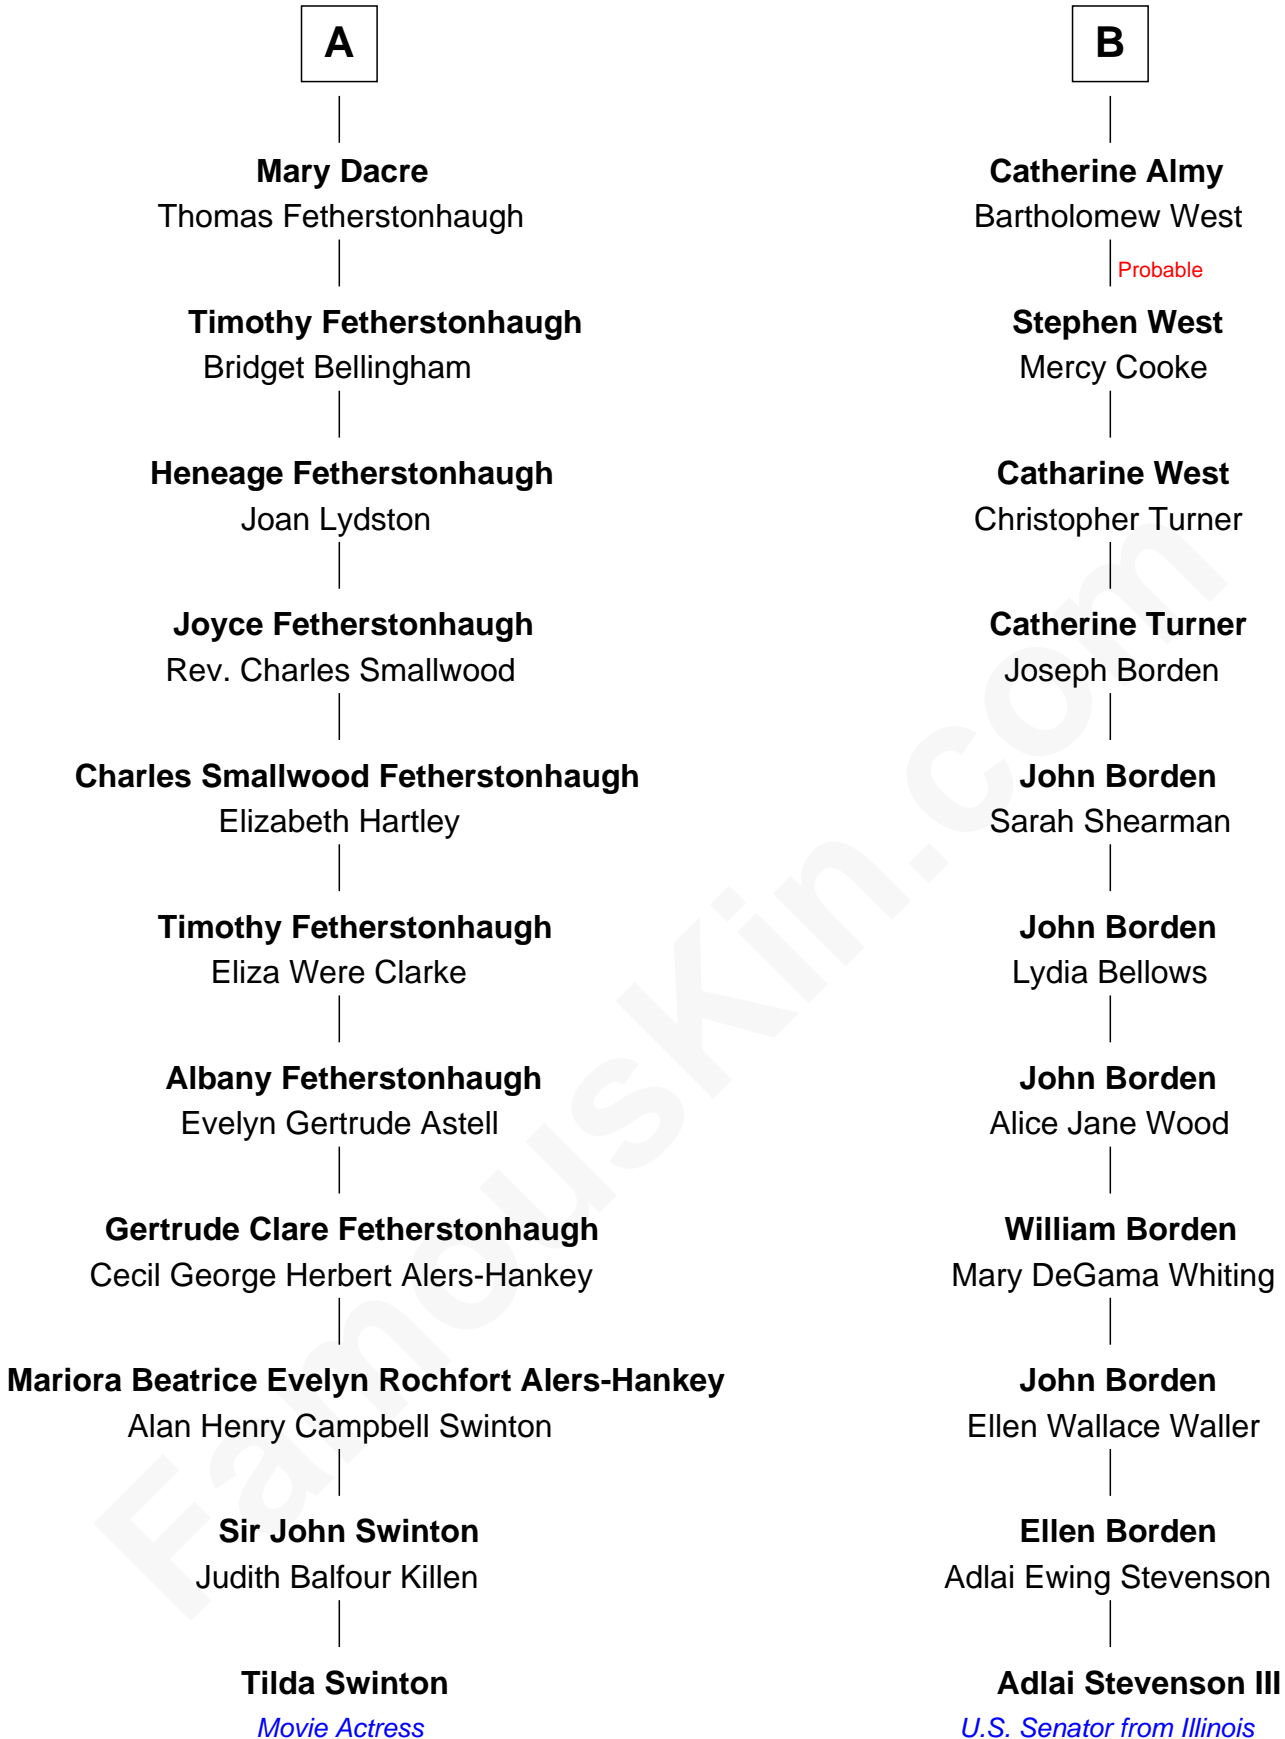 A
Mary Dacre
Thomas Fetherstonhaugh
Timothy Fetherstonhaugh
Bridget Bellingham
Heneage Fetherstonhaugh
Joan Lydston
Joyce Fetherstonhaugh
Rev. Charles Smallwood
Charles Smallwood Fetherstonhaugh
Elizabeth Hartley
Timothy Fetherstonhaugh
Eliza Were Clarke
Albany Fetherstonhaugh
Evelyn Gertrude Astell
Gertrude Clare Fetherstonhaugh
Cecil George Herbert Alers-Hankey
Mariora Beatrice Evelyn Rochfort Alers-Hankey
Alan Henry Campbell Swinton
Sir John Swinton
Judith Balfour Killen
Tilda Swinton
Movie Actress
B
Catherine Almy
Bartholomew West
Probable
Stephen West
Mercy Cooke
Catharine West
Christopher Turner
Catherine Turner
Joseph Borden
John Borden
Sarah Shearman
John Borden
Lydia Bellows
John Borden
Alice Jane Wood
William Borden
Mary DeGama Whiting
John Borden
Ellen Wallace Waller
Ellen Borden
Adlai Ewing Stevenson
Adlai Stevenson III
U.S. Senator from Illinois
FamousKin.com